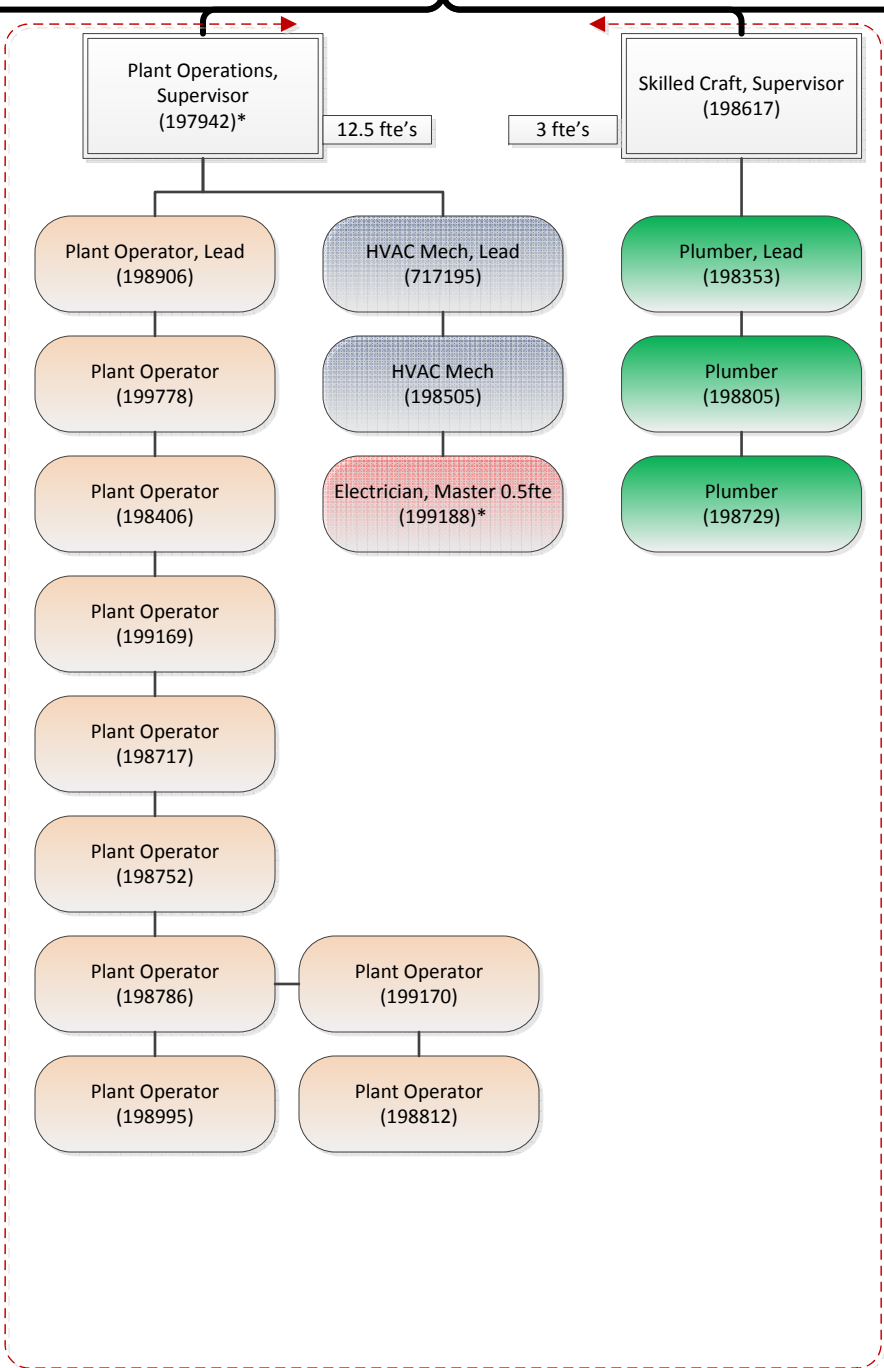 Plant Operations,
Supervisor
(197942)*
12.5 fte's
3 fte's
Skilled Craft, Supervisor
(198617)
Plant Operator, Lead
(198906)
HVAC Mech, Lead
(717195)
Plumber, Lead
(198353)
Plant Operator
(199778)
HVAC Mech
(198505)
Plumber
(198805)
Plant Operator
(198406)
Electrician, Master 0.5fte
(199188)*
Plumber
(198729)
Plant Operator
(199169)
Plant Operator
(198717)
Plant Operator
(198752)
Plant Operator
(198786)
Plant Operator
(199170)
Plant Operator
(198995)
Plant Operator
(198812)